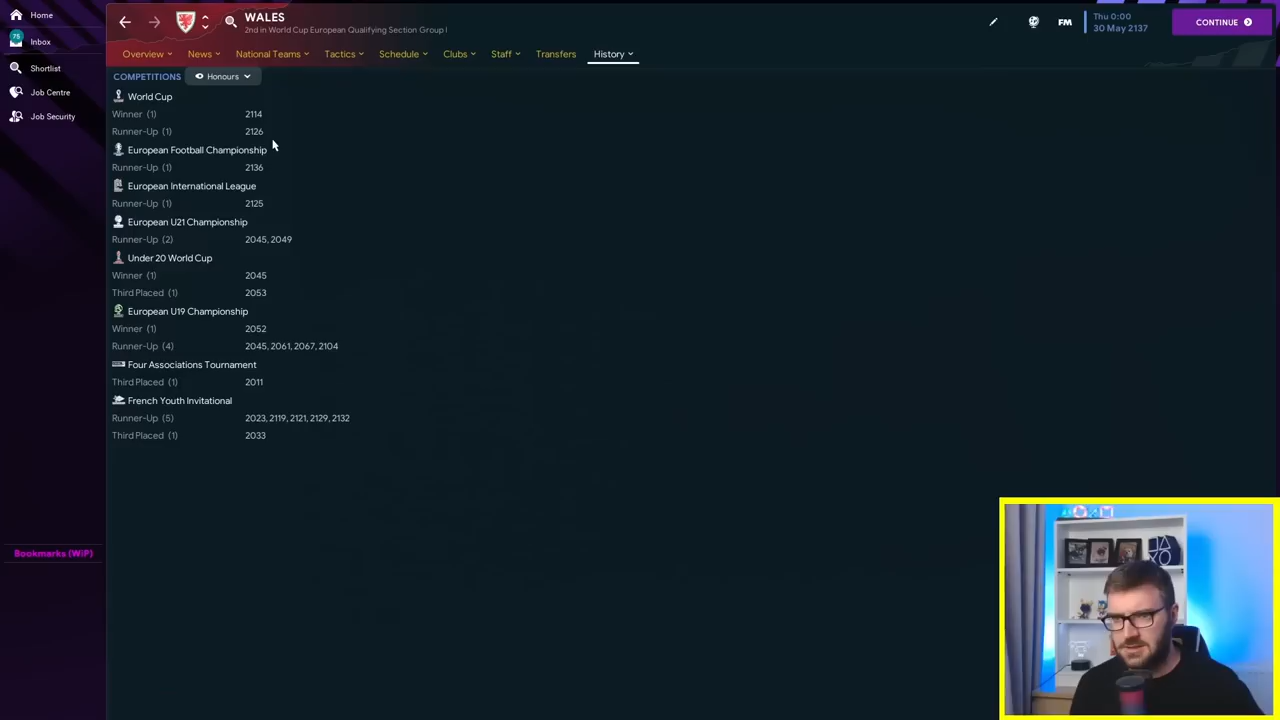 Home
75
Inbox
Shortlist
Job Centre
Job Security
Bookmarks (WiP)
WALES
2nd in World Cup European Qualifying Section Group I
FM
Thu 0:00
30 May 2137
CONTINUE
Overview News National Teams Tactics Schedule Clubs Staff Transfers History
COMPETITIONS Honours
World Cup
Winner (1) 2114
Runner-Up (1) 2126
European Football Championship
Runner-Up (1) 2136
European International League
Runner-Up (1) 2125
European U21 Championship
Runner-Up (2) 2045, 2049
Under 20 World Cup
Winner (1) 2045
Third Placed (1) 2053
European U19 Championship
Winner (1) 2052
Runner-Up (4) 2045, 2061, 2067, 2104
Four Associations Tournament
Third Placed (1) 2011
French Youth Invitational
Runner-Up (5) 2023, 2119, 2121, 2129, 2132
Third Placed (1) 2033